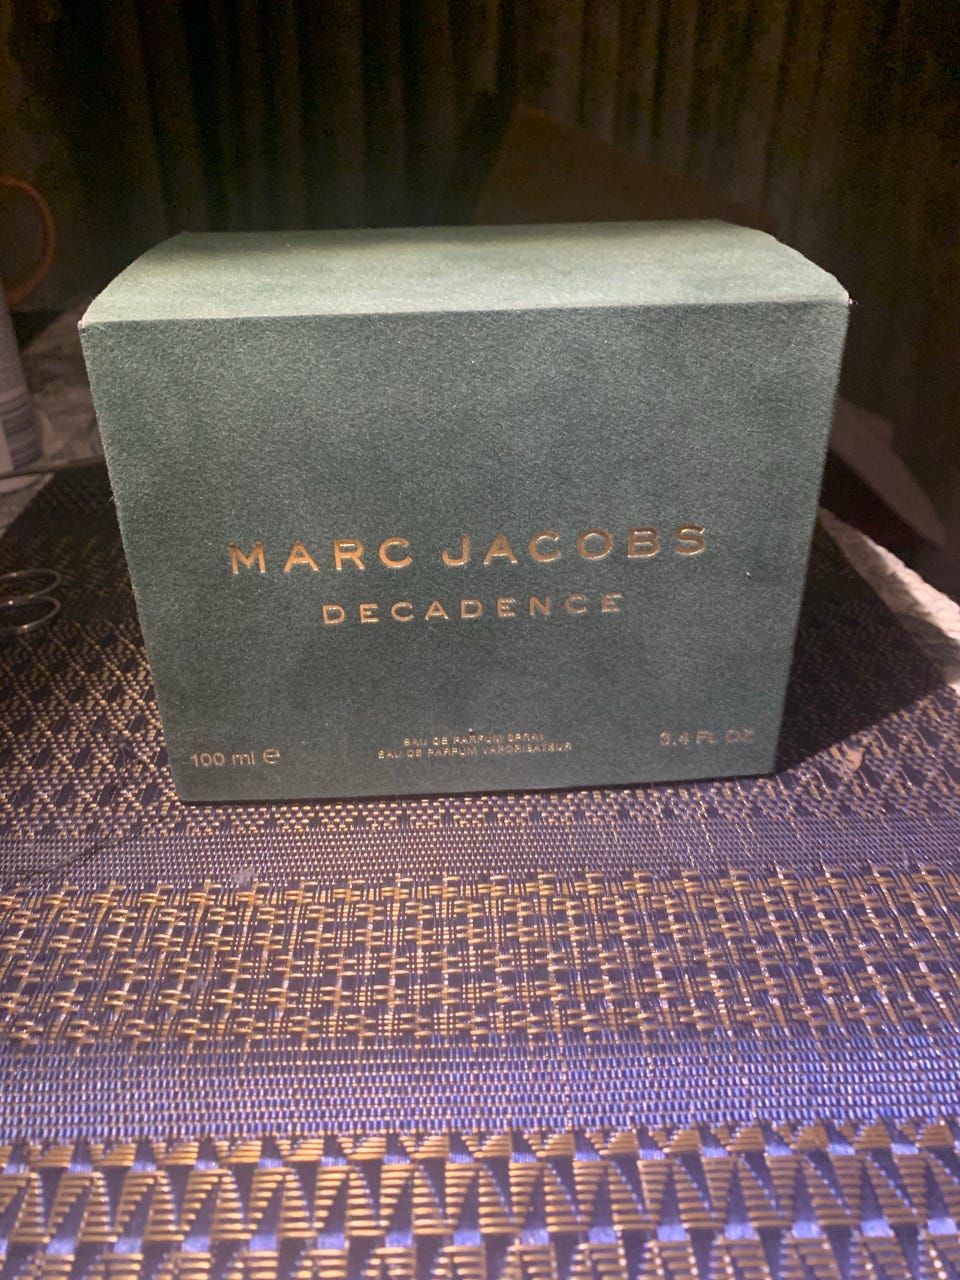 MARC JACOBS
DECADENCE
EAU DE PARFUM SPRAY
EAU DE PARFUM VAPORISATEUR
100 ml ℮
3.4 FL OZ